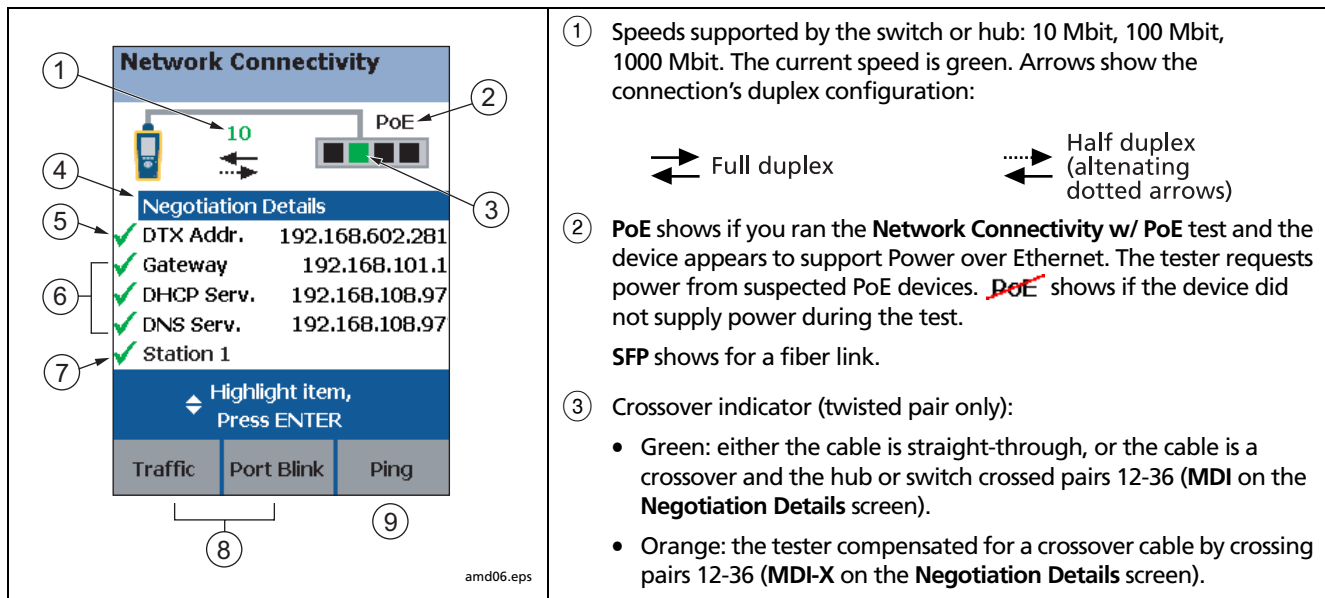 Network Connectivity
1
2
10
PoE
3
4
Negotiation Details
5
DTX Addr. 192.168.602.281
Gateway 192.168.101.1
6
DHCP Serv. 192.168.108.97
DNS Serv. 192.168.108.97
7
Station 1
Highlight item,
Press ENTER
Traffic Port Blink Ping
8
9
amd06.eps
1 Speeds supported by the switch or hub: 10 Mbit, 100 Mbit,
1000 Mbit. The current speed is green. Arrows show the
connection’s duplex configuration:
Full duplex
Half duplex
(altenating
dotted arrows)
2 PoE shows if you ran the Network Connectivity w/ PoE test and the
device appears to support Power over Ethernet. The tester requests
power from suspected PoE devices. PoE shows if the device did
not supply power during the test.
SFP shows for a fiber link.
3 Crossover indicator (twisted pair only):
• Green: either the cable is straight-through, or the cable is a
crossover and the hub or switch crossed pairs 12-36 (MDI on the
Negotiation Details screen).
• Orange: the tester compensated for a crossover cable by crossing
pairs 12-36 (MDI-X on the Negotiation Details screen).